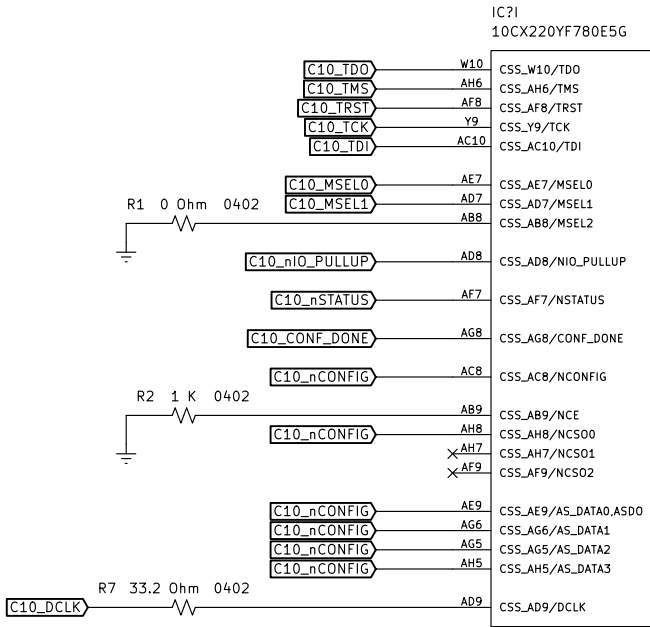 IC?I
10CX220YF780E5G
C10_TDO W10 CSS_W10/TDO
C10_TMS AH6 CSS_AH6/TMS
C10_TRST AF8 CSS_AF8/TRST
C10_TCK Y9 CSS_Y9/TCK
C10_TDI AC10 CSS_AC10/TDI
C10_MSEL0 AE7 CSS_AE7/MSEL0
C10_MSEL1 AD7 CSS_AD7/MSEL1
R1 0 Ohm 0402 AB8 CSS_AB8/MSEL2
C10_nIO_PULLUP AD8 CSS_AD8/NIO_PULLUP
C10_nSTATUS AF7 CSS_AF7/NSTATUS
C10_CONF_DONE AG8 CSS_AG8/CONF_DONE
C10_nCONFIG AC8 CSS_AC8/NCONFIG
R2 1 K 0402 AB9 CSS_AB9/NCE
C10_nCONFIG AH8 CSS_AH8/NCSO0
AH7 CSS_AH7/NCSO1
AF9 CSS_AF9/NCSO2
C10_nCONFIG AE9 CSS_AE9/AS_DATA0,ASDO
C10_nCONFIG AG6 CSS_AG6/AS_DATA1
C10_nCONFIG AG5 CSS_AG5/AS_DATA2
C10_nCONFIG AH5 CSS_AH5/AS_DATA3
R7 33.2 Ohm 0402
C10_DCLK AD9 CSS_AD9/DCLK